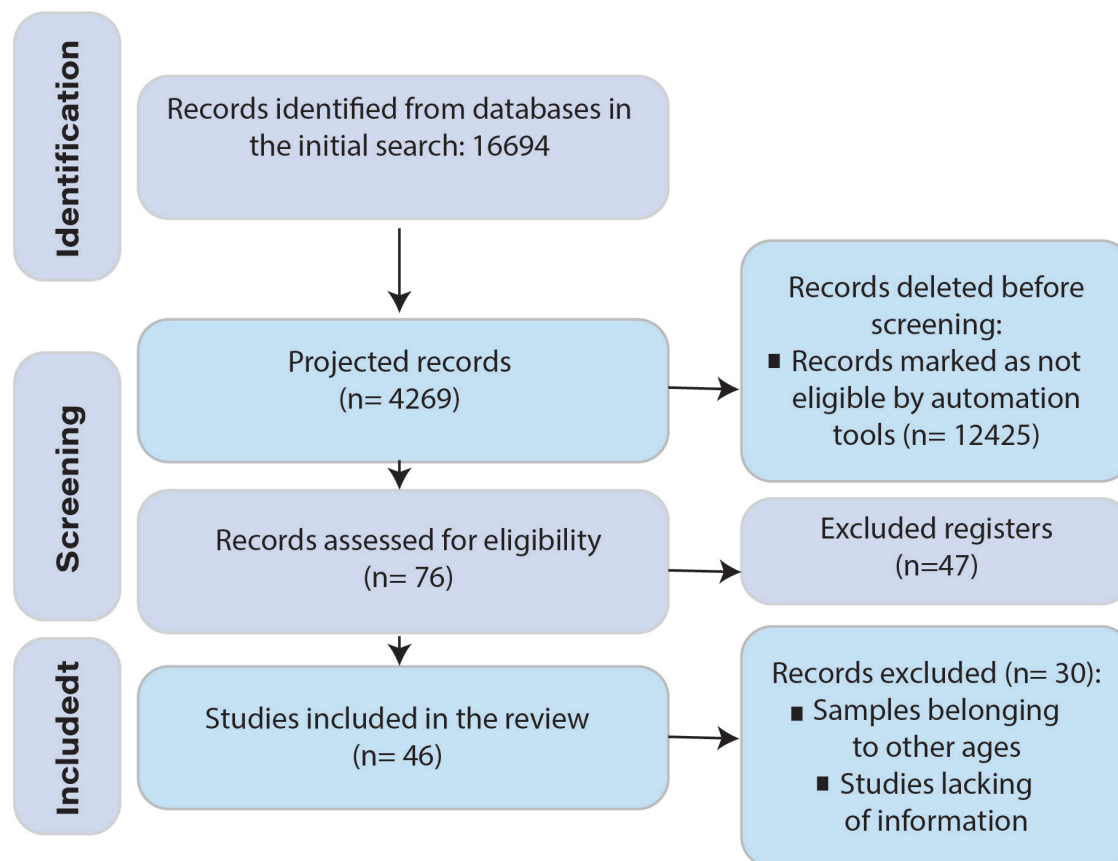 Identification
Records identified from databases in
the initial search: 16694
Records deleted before
screening:
▪ Records marked as not
eligible by automation
tools (n= 12425)
Screening
Projected records
(n= 4269)
Records assessed for eligibility
(n= 76)
Excluded registers
(n=47)
Includedt
Studies included in the review
(n= 46)
Records excluded (n= 30):
▪ Samples belonging
to other ages
▪ Studies lacking
of information